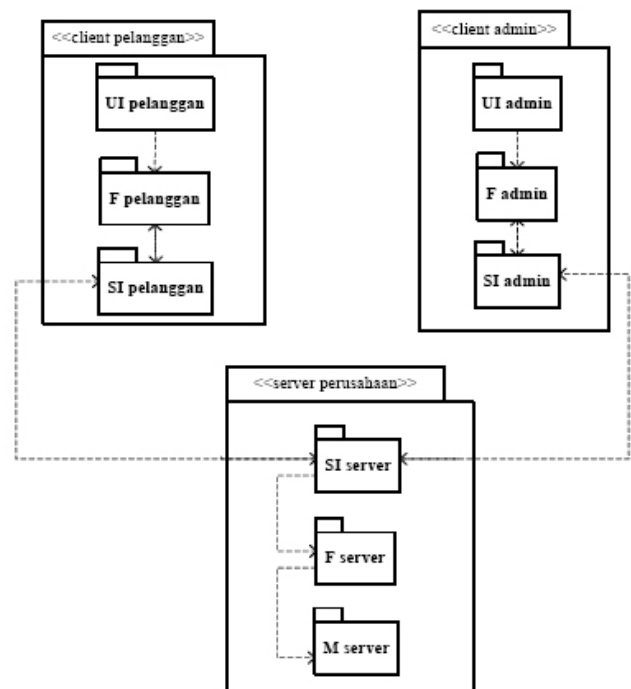 <<client pelanggan>>
UI pelanggan
F pelanggan
SI pelanggan
<<client admin>>
UI admin
F admin
SI admin
<<server perusahaan>>
SI server
F server
M server